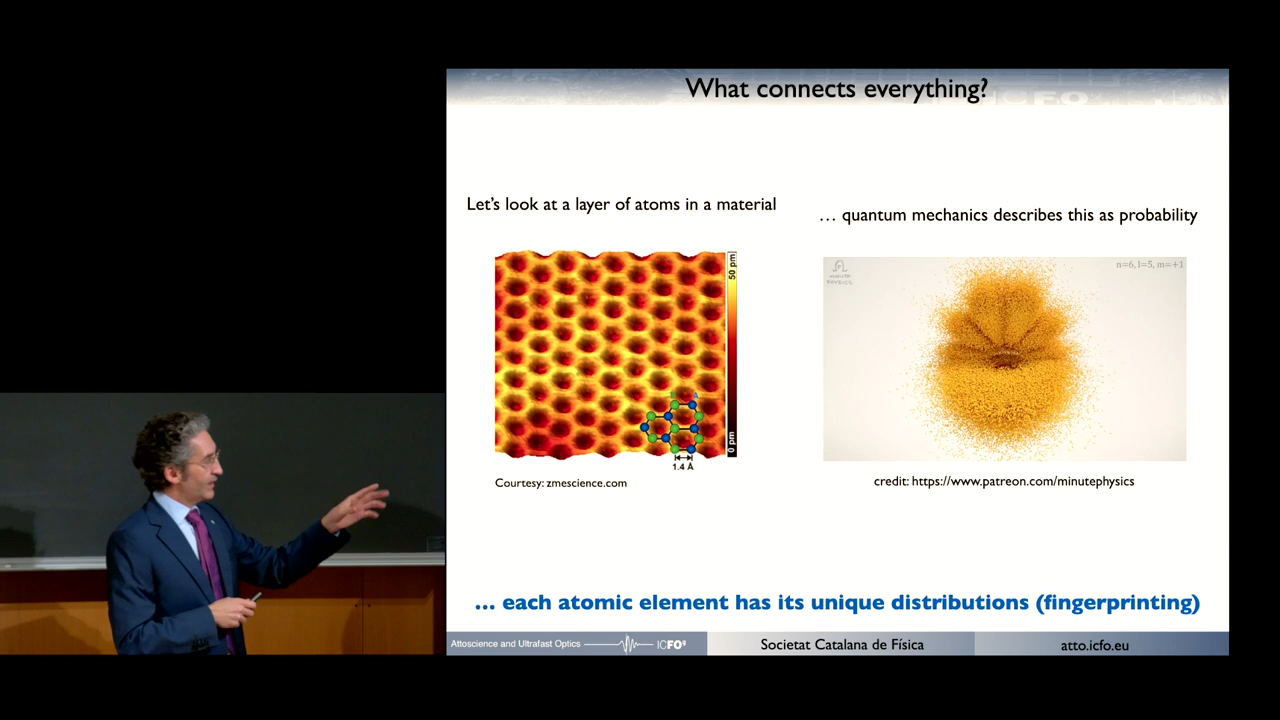 What connects everything?
Let's look at a layer of atoms in a material
… quantum mechanics describes this as probability
50 pm
0 pm
1.4 Å
n=6, l=5, m=+1
PHYSICS
Courtesy: zmescience.com
credit: https://www.patreon.com/minutephysics
… each atomic element has its unique distributions (fingerprinting)
Attoscience and Ultrafast Optics
ICFO
Societat Catalana de Física
atto.icfo.eu